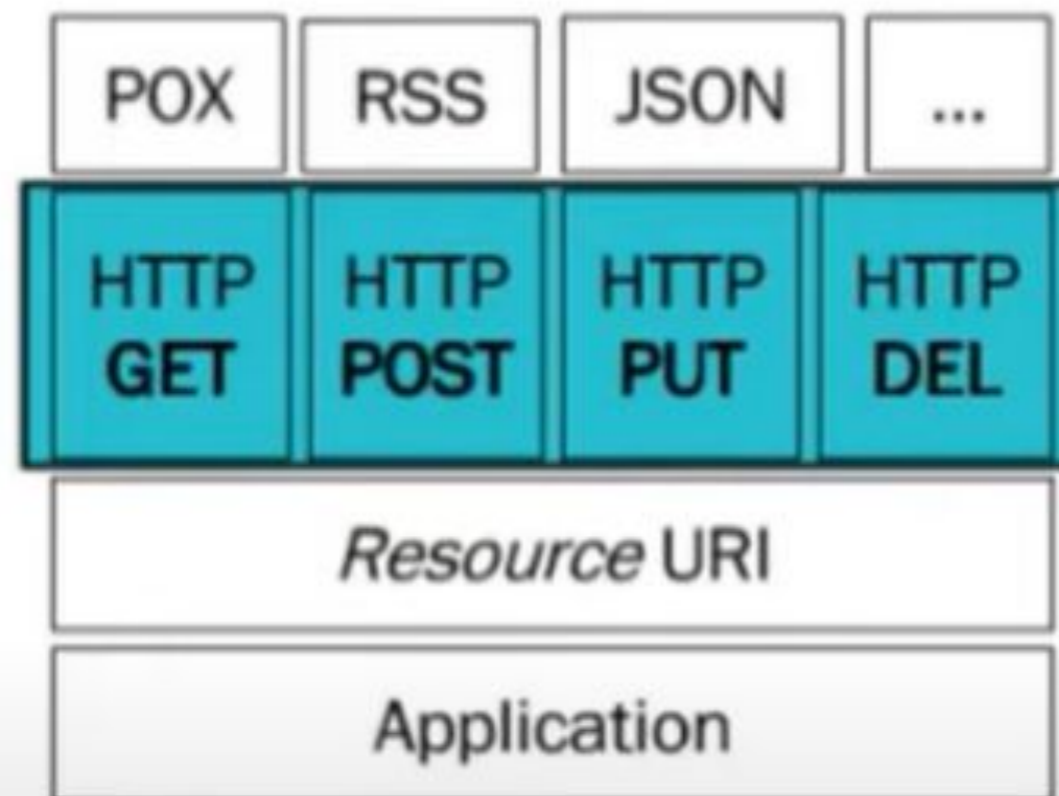 POX RSS JSON ...
HTTP HTTP HTTP HTTP
GET POST PUT DEL
Resource URI
Application